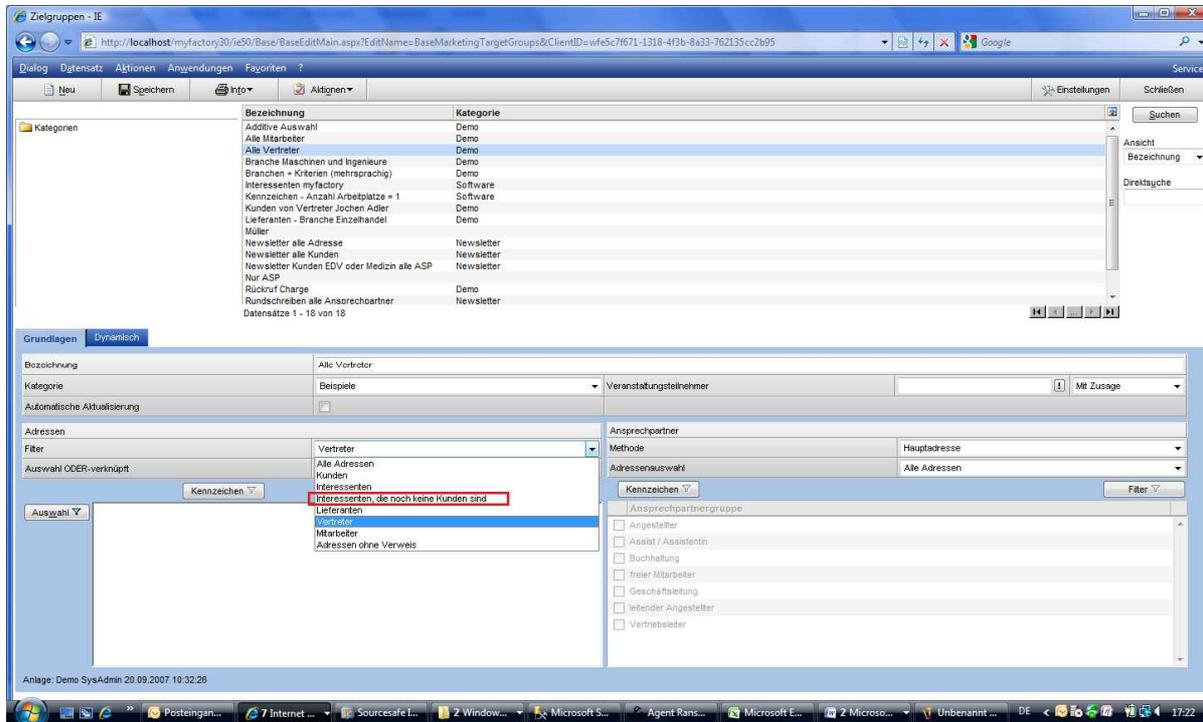 Zielgruppen - IE
http://localhost/myfactory30/ie50/Base/BaseEditMain.aspx?EditName=BaseMarketingTargetGroups&ClientID=wfe5c7f671-1318-4f3b-8a33-762135cc2b95
Google
Dialog Datensatz Aktionen Anwendungen Favoriten ?
Service
Neu Speichern Info Aktionen Einstellungen Schließen
Kategorien
Bezeichnung Kategorie
Additive Auswahl Demo
Alle Mitarbeiter Demo
Alle Vertreter Demo
Branche Maschinen und Ingenieure Demo
Branchen + Kriterien (mehrsprachig) Demo
Interessenten myfactory Software
Kennzeichen - Anzahl Arbeitplätze = 1 Software
Kunden von Vertreter Jochen Adler Demo
Lieferanten - Branche Einzelhandel Demo
Müller
Newsletter alle Adresse Newsletter
Newsletter alle Kunden Newsletter
Newsletter Kunden EDV oder Medizin alle ASP Newsletter
Nur ASP
Rückruf Charge Demo
Rundschreiben alle Ansprechpartner Newsletter
Datensätze 1 - 18 von 18
Suchen
Ansicht
Bezeichnung
Direktsuche
Grundlagen Dynamisch
Bezeichnung Alle Vertreter
Kategorie Beispiele Veranstaltungsteilnehmer ! Mit Zusage
Automatische Aktualisierung
Adressen
Filter Vertreter
Auswahl ODER-verknüpft
Alle Adressen
Kunden
Interessenten
Interessenten, die noch keine Kunden sind
Lieferanten
Vertreter
Mitarbeiter
Adressen ohne Verweis
Kennzeichen
Auswahl
Ansprechpartner
Methode Hauptadresse
Adressenauswahl Alle Adressen
Kennzeichen Filter
Ansprechpartnergruppe
Angestellter
Assist / Assistentin
Buchhaltung
freier Mitarbeiter
Geschäftsleitung
leitender Angestellter
Vertriebsleiter
Anlage: Demo SysAdmin 20.09.2007 10:32:26
Posteingan... 7 Internet ... Sourcesafe I... 2 Window... Microsoft S... Agent Rans... Microsoft E... 2 Microso... Unbenannt ... DE 17:22